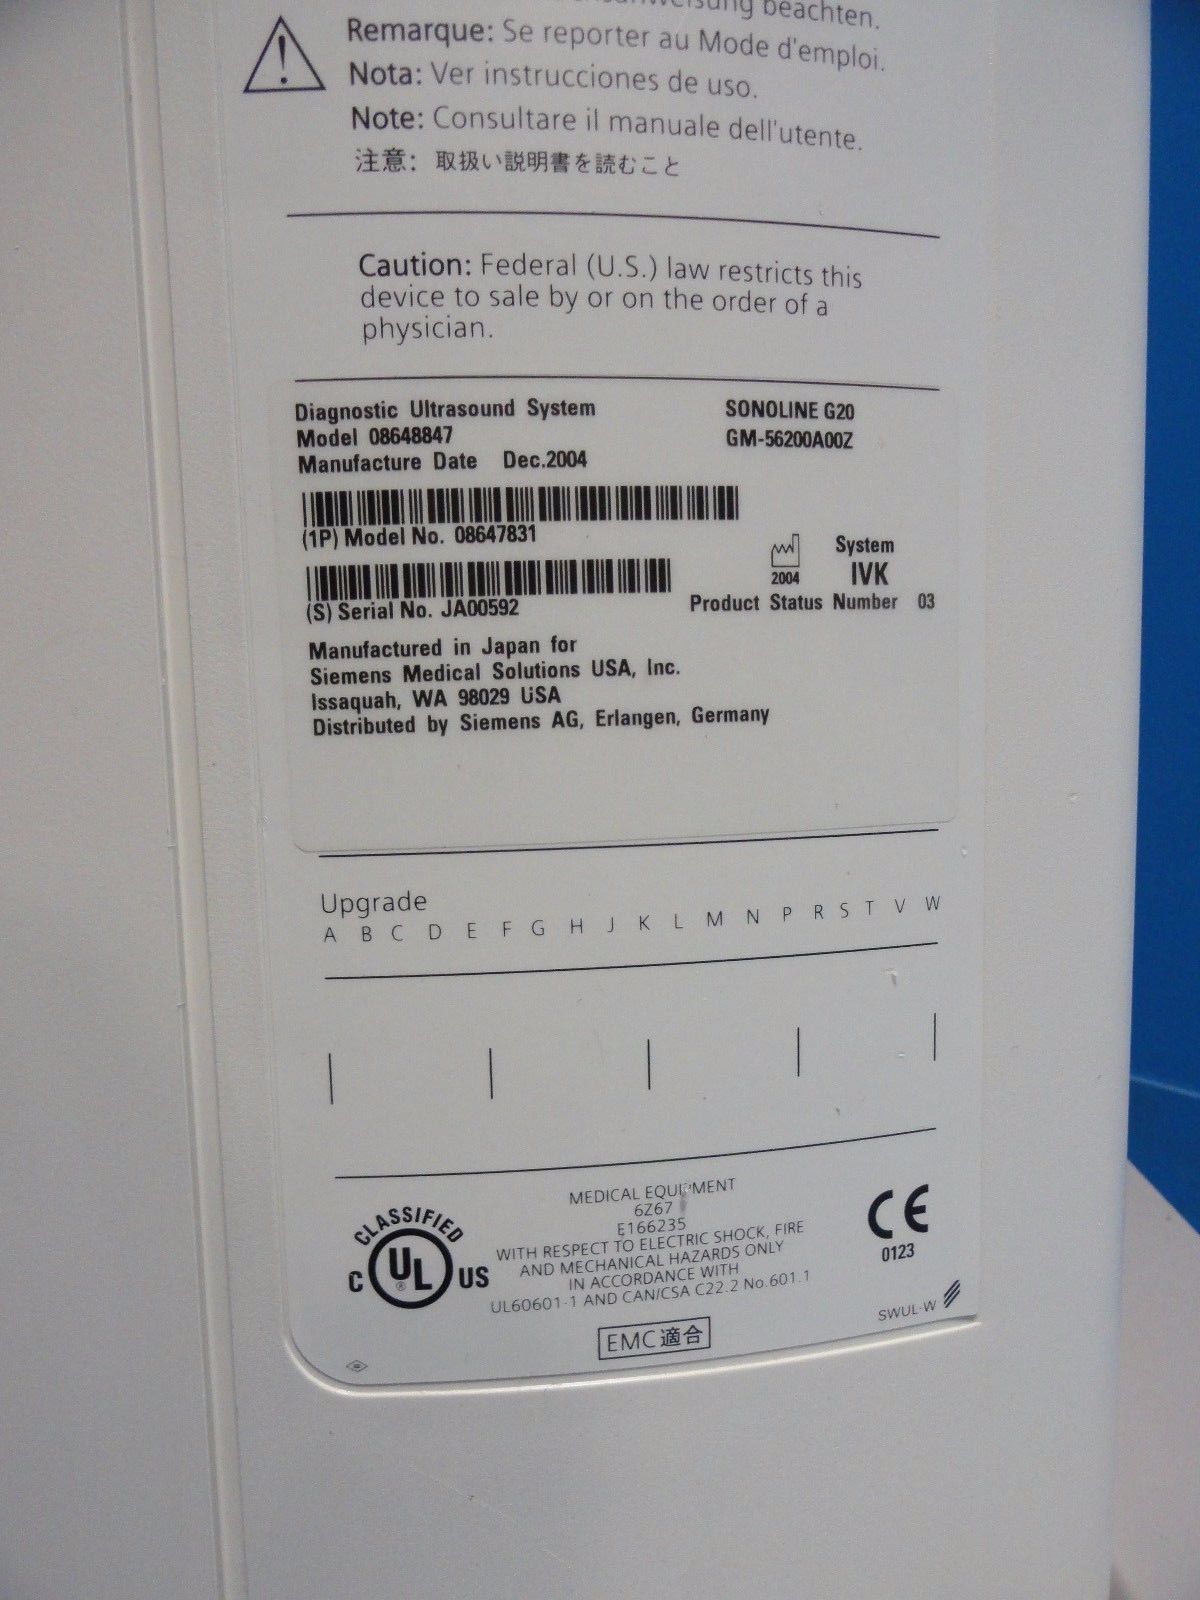 beachten.
Remarque: Se reporter au Mode d'emploi.
Nota: Ver instrucciones de uso.
Note: Consultare il manuale dell'utente.
注意: 取扱い説明書を読むこと
Caution: Federal (U.S.) law restricts this
device to sale by or on the order of a
physician.
Diagnostic Ultrasound System SONOLINE G20
Model 08648847 GM-56200A00Z
Manufacture Date Dec.2004
(1P) Model No. 08647831
System
2004 IVK
(S) Serial No. JA00592
Product Status Number 03
Manufactured in Japan for
Siemens Medical Solutions USA, Inc.
Issaquah, WA 98029 USA
Distributed by Siemens AG, Erlangen, Germany
Upgrade
A B C D E F G H J K L M N P R S T V W
CLASSIFIED
C UL® US
MEDICAL EQUIPMENT
6Z67
E166235
WITH RESPECT TO ELECTRIC SHOCK, FIRE
AND MECHANICAL HAZARDS ONLY
IN ACCORDANCE WITH
UL60601-1 AND CAN/CSA C22.2 No.601.1
CE
0123
SWUL-W
EMC適合